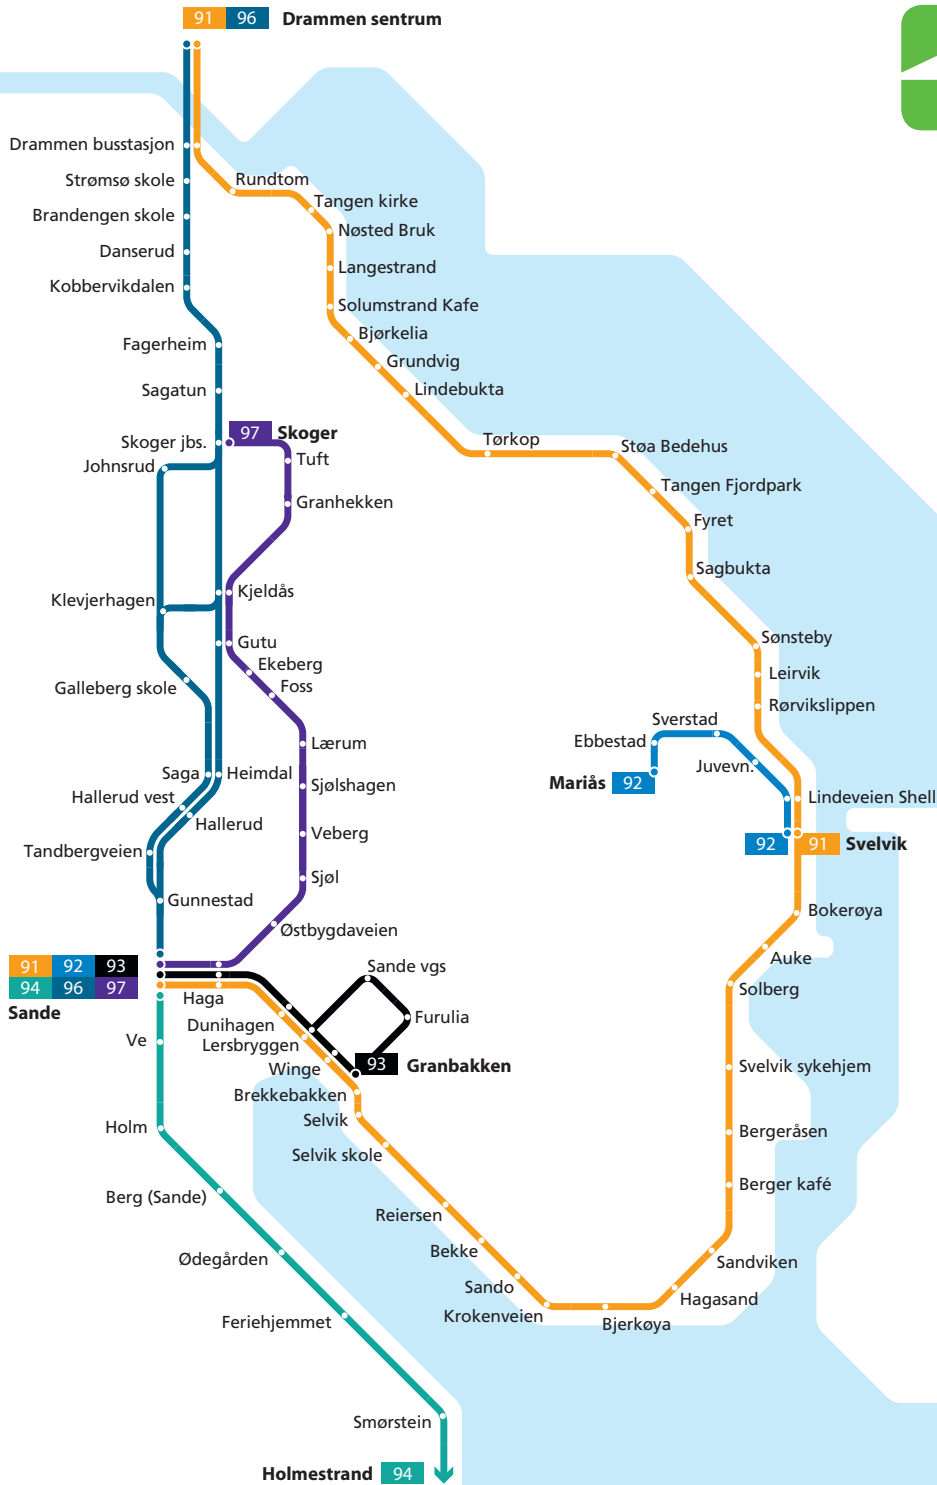 91 96 Drammen sentrum
Drammen busstasjon
Strømsø skole
Rundtom
Brandengen skole
Tangen kirke
Nøsted Bruk
Danserud
Langestrand
Kobbervikdalen
Solumstrand Kafe
Bjørkelia
Fagerheim
Grundvig
Sagatun
Lindebukta
97 Skoger
Skoger jbs.
Tørkop
Støa Bedehus
Johnsrud
Tuft
Tangen Fjordpark
Granhekken
Fyret
Sagbukta
Klevjerhagen
Kjeldås
Gutu
Sønsteby
Ekeberg
Leirvik
Galleberg skole
Foss
Rørvikslippen
Sverstad
Lærum
Ebbestad
Juvevn.
Saga
Heimdal
Sjølshagen
Mariås 92
Hallerud vest
Lindeveien Shell
Hallerud
Veberg
92 91 Svelvik
Tandbergveien
Sjøl
Gunnestad
Bokerøya
Østbygdaveien
Auke
91 92 93
94 96 97
Sande
Sande vgs
Haga
Solberg
Dunihagen
Furulia
Lersbryggen
Ve
Winge
93 Granbakken
Svelvik sykehjem
Brekkebakken
Selvik
Holm
Bergeråsen
Selvik skole
Berg (Sande)
Berger kafé
Reiersen
Bekke
Ødegården
Sandviken
Sando
Hagasand
Krokenveien
Feriehjemmet
Bjerkøya
Smørstein
Holmestrand 94